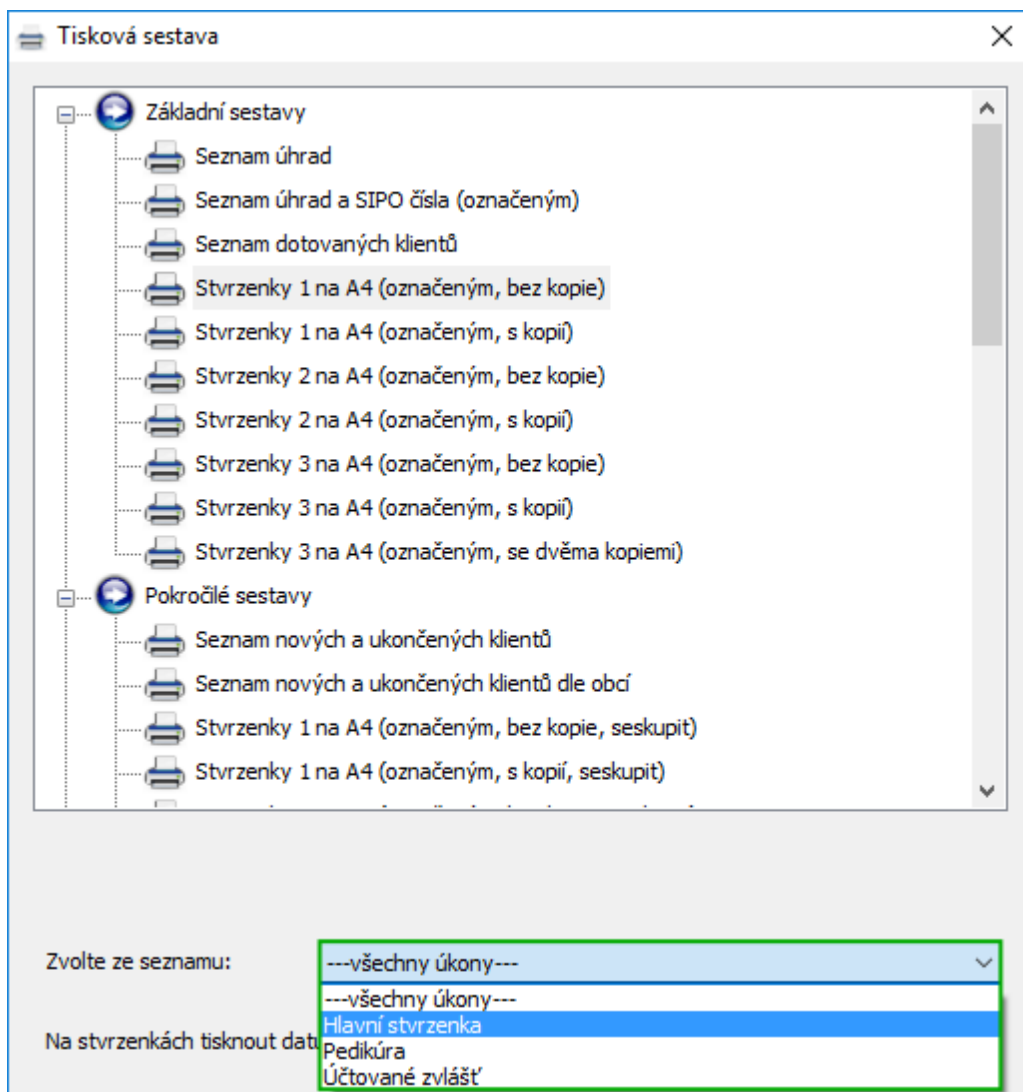 Tisková sestava
Základní sestavy
Seznam úhrad
Seznam úhrad a SIPO čísla (označeným)
Seznam dotovaných klientů
Stvrzenky 1 na A4 (označeným, bez kopie)
Stvrzenky 1 na A4 (označeným, s kopií)
Stvrzenky 2 na A4 (označeným, bez kopie)
Stvrzenky 2 na A4 (označeným, s kopií)
Stvrzenky 3 na A4 (označeným, bez kopie)
Stvrzenky 3 na A4 (označeným, s kopií)
Stvrzenky 3 na A4 (označeným, se dvěma kopiemi)
Pokročilé sestavy
Seznam nových a ukončených klientů
Seznam nových a ukončených klientů dle obcí
Stvrzenky 1 na A4 (označeným, bez kopie, seskupit)
Stvrzenky 1 na A4 (označeným, s kopií, seskupit)
Zvolte ze seznamu: ---všechny úkony---
---všechny úkony---
Hlavní stvrzenka
Na stvrzenkách tisknout
Pedikúra
Účtované zvlášť